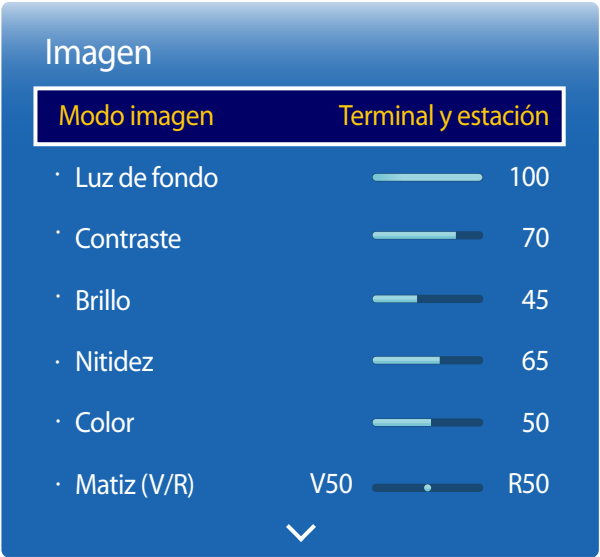 Imagen
Modo imagen Terminal y estación
· Luz de fondo 100
· Contraste 70
· Brillo 45
· Nitidez 65
· Color 50
· Matiz (V/R) V50 R50